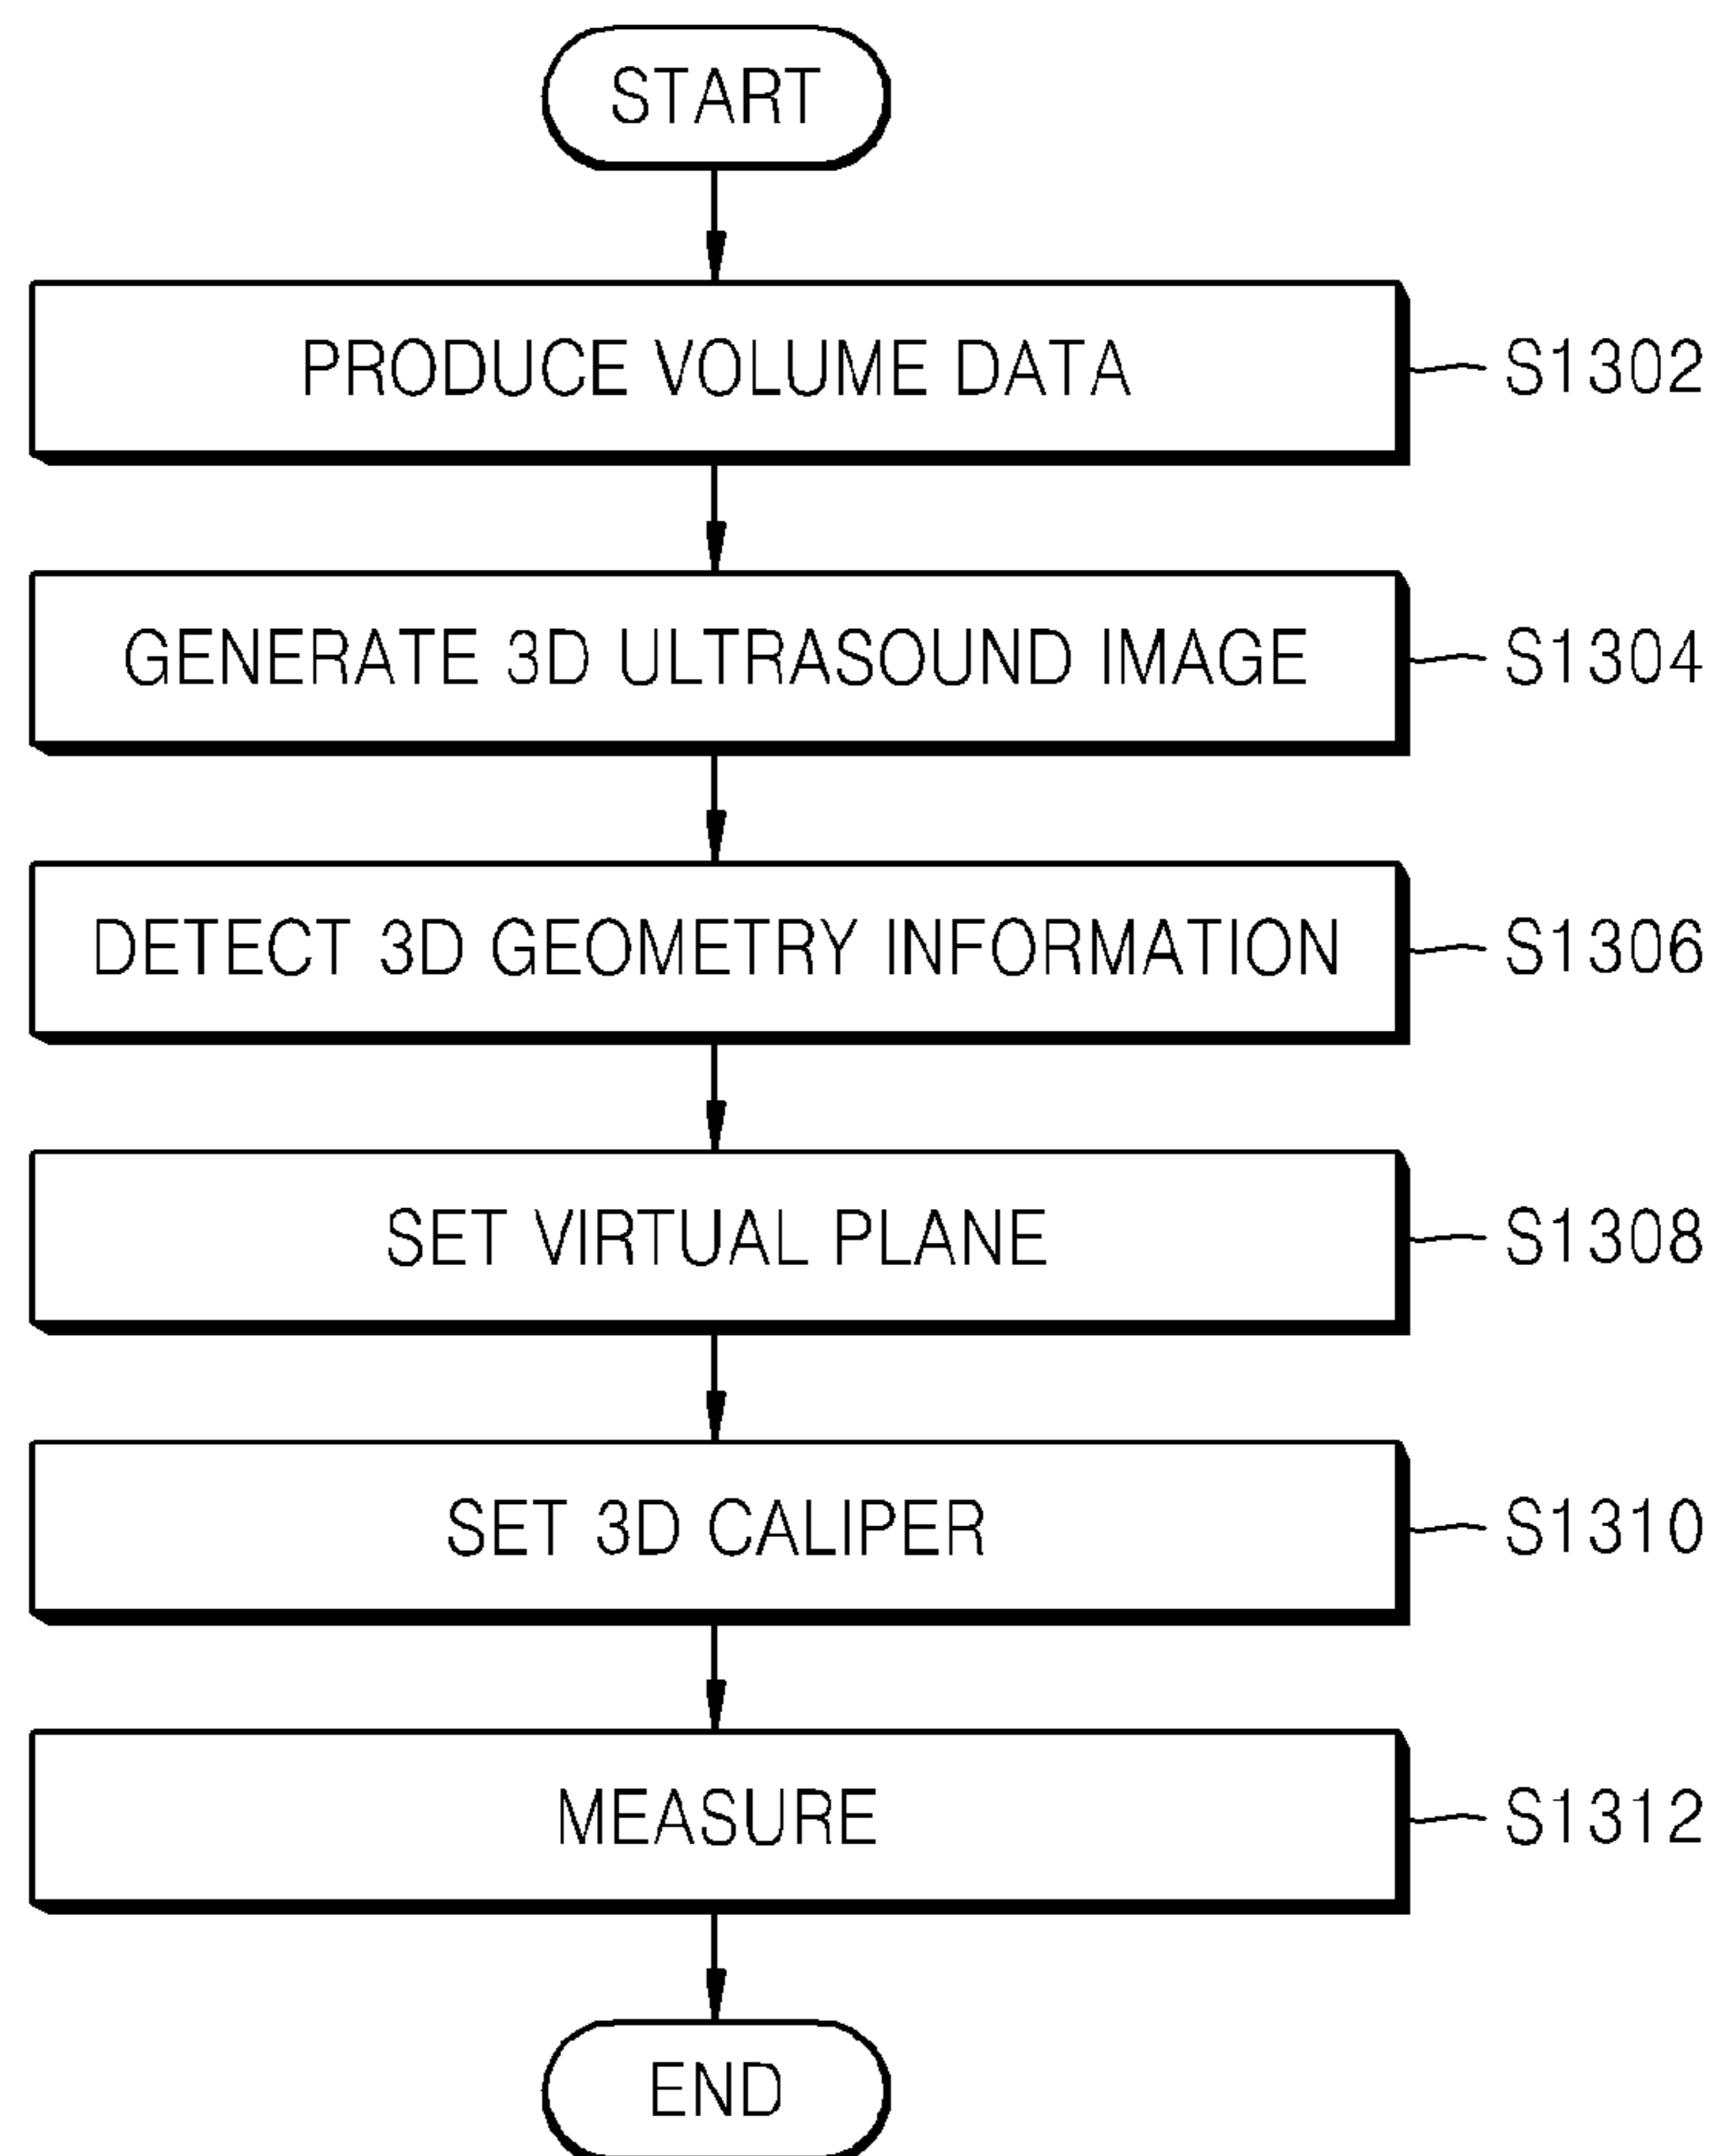 START
PRODUCE VOLUME DATA S1302
GENERATE 3D ULTRASOUND IMAGE S1304
DETECT 3D GEOMETRY INFORMATION S1306
SET VIRTUAL PLANE S1308
SET 3D CALIPER S1310
MEASURE S1312
END